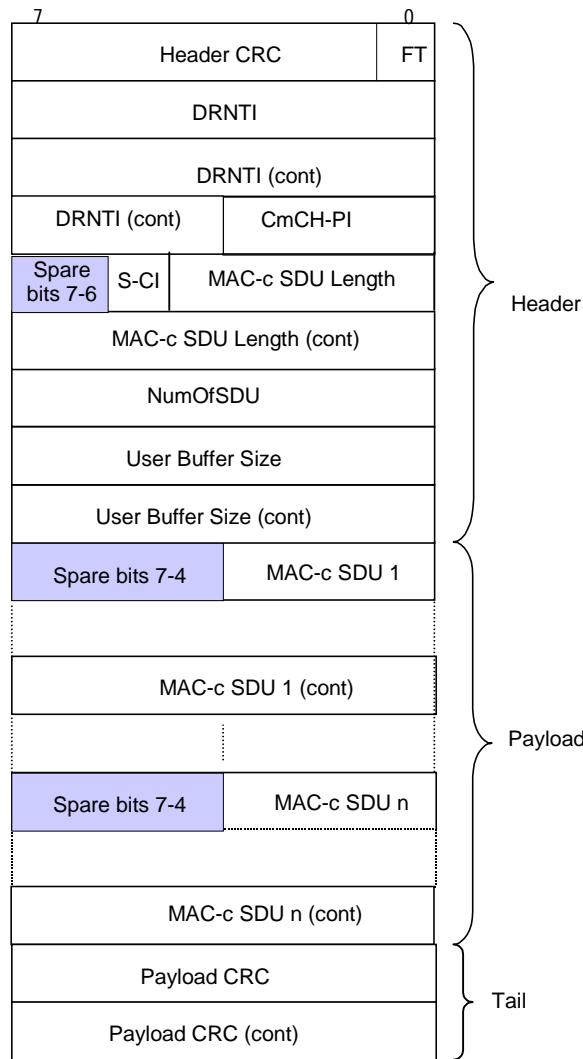 7 0
Header CRC FT
DRNTI
DRNTI (cont)
DRNTI (cont) CmCH-PI
Spare bits 7-6 S-CI MAC-c SDU Length
Header
MAC-c SDU Length (cont)
NumOfSDU
User Buffer Size
User Buffer Size (cont)
Spare bits 7-4 MAC-c SDU 1
MAC-c SDU 1 (cont)
Payload
Spare bits 7-4 MAC-c SDU n
MAC-c SDU n (cont)
Payload CRC
Tail
Payload CRC (cont)